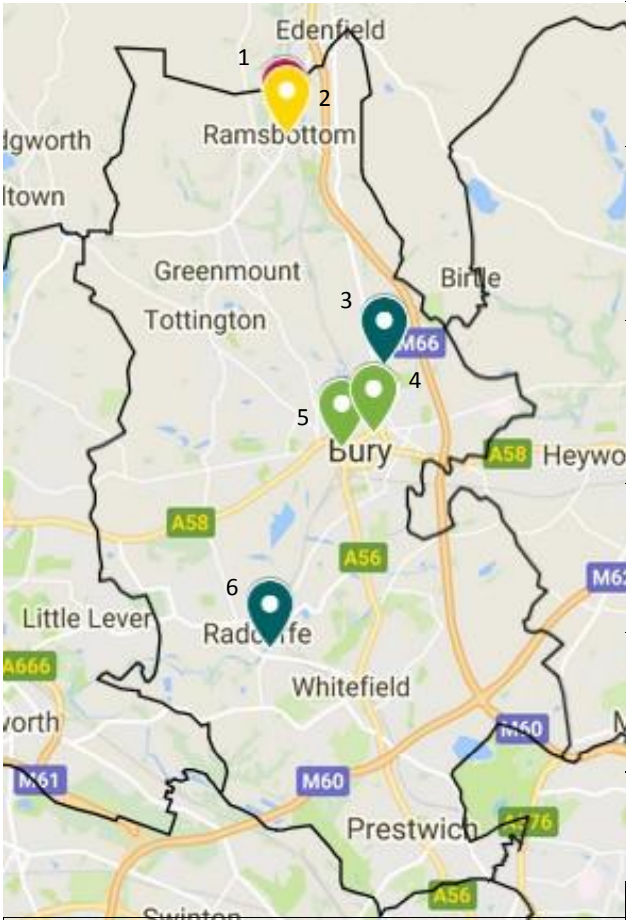 Edenfield
1
2
dgworth
Ramsbottom
ltown
Greenmount
Birtle
3
Tottington
M66
4
5
Bury
A58
Heywo
A58
A56
6
M62
Little Lever
Radcliffe
A666
Whitefield
worth
M60
M61
M60
Prestwich
A56
Swinton